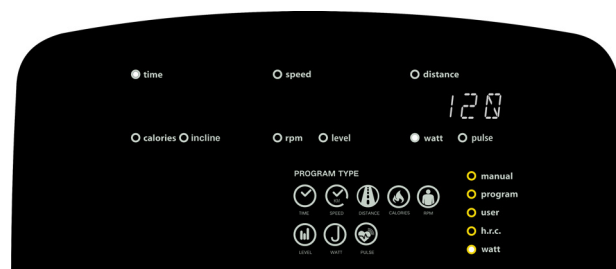 time speed distance
120
calories incline rpm level watt pulse
PROGRAM TYPE
manual
program
user
h.r.c.
watt
TIME SPEED DISTANCE CALORIES RPM
LEVEL WATT PULSE